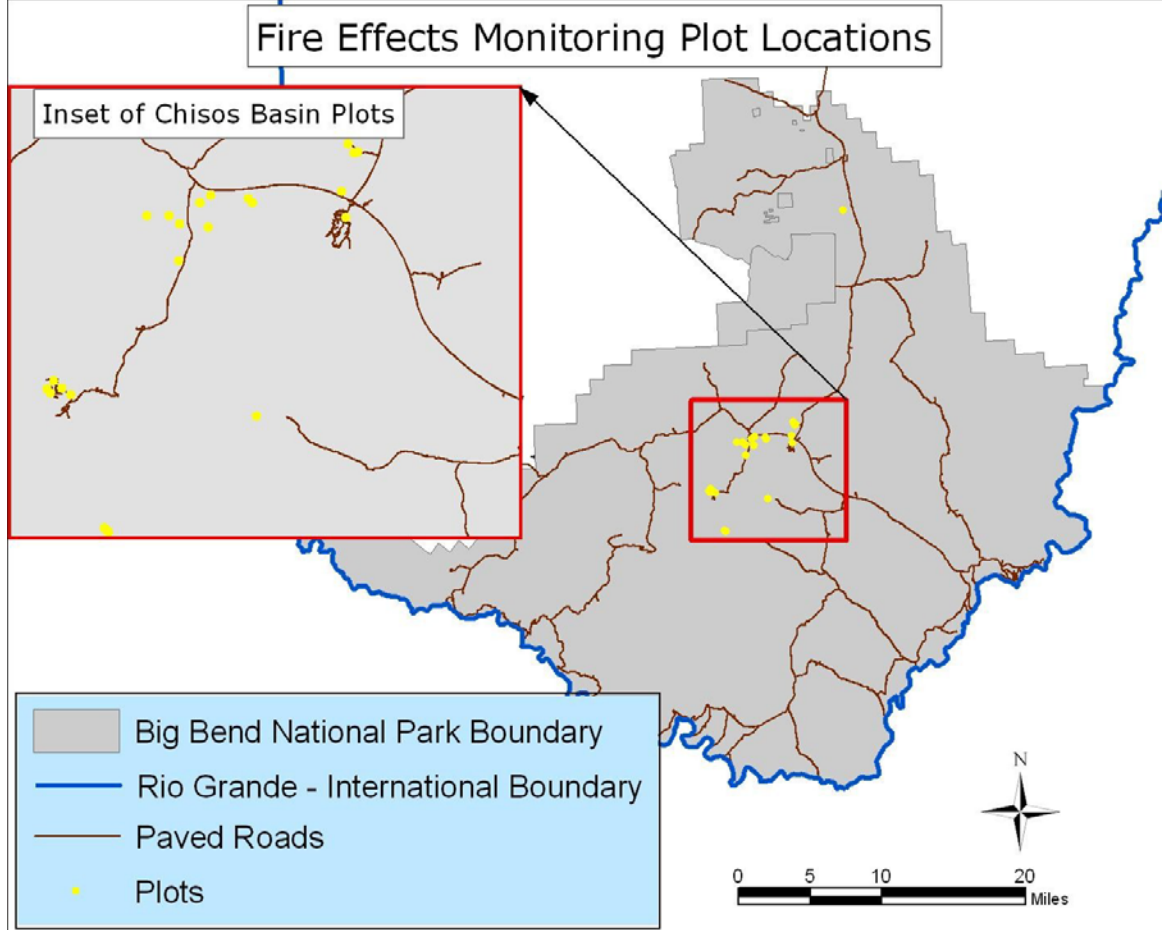 Fire Effects Monitoring Plot Locations
Inset of Chisos Basin Plots
Big Bend National Park Boundary
Rio Grande - International Boundary
Paved Roads
Plots
N
0 5 10 20
Miles